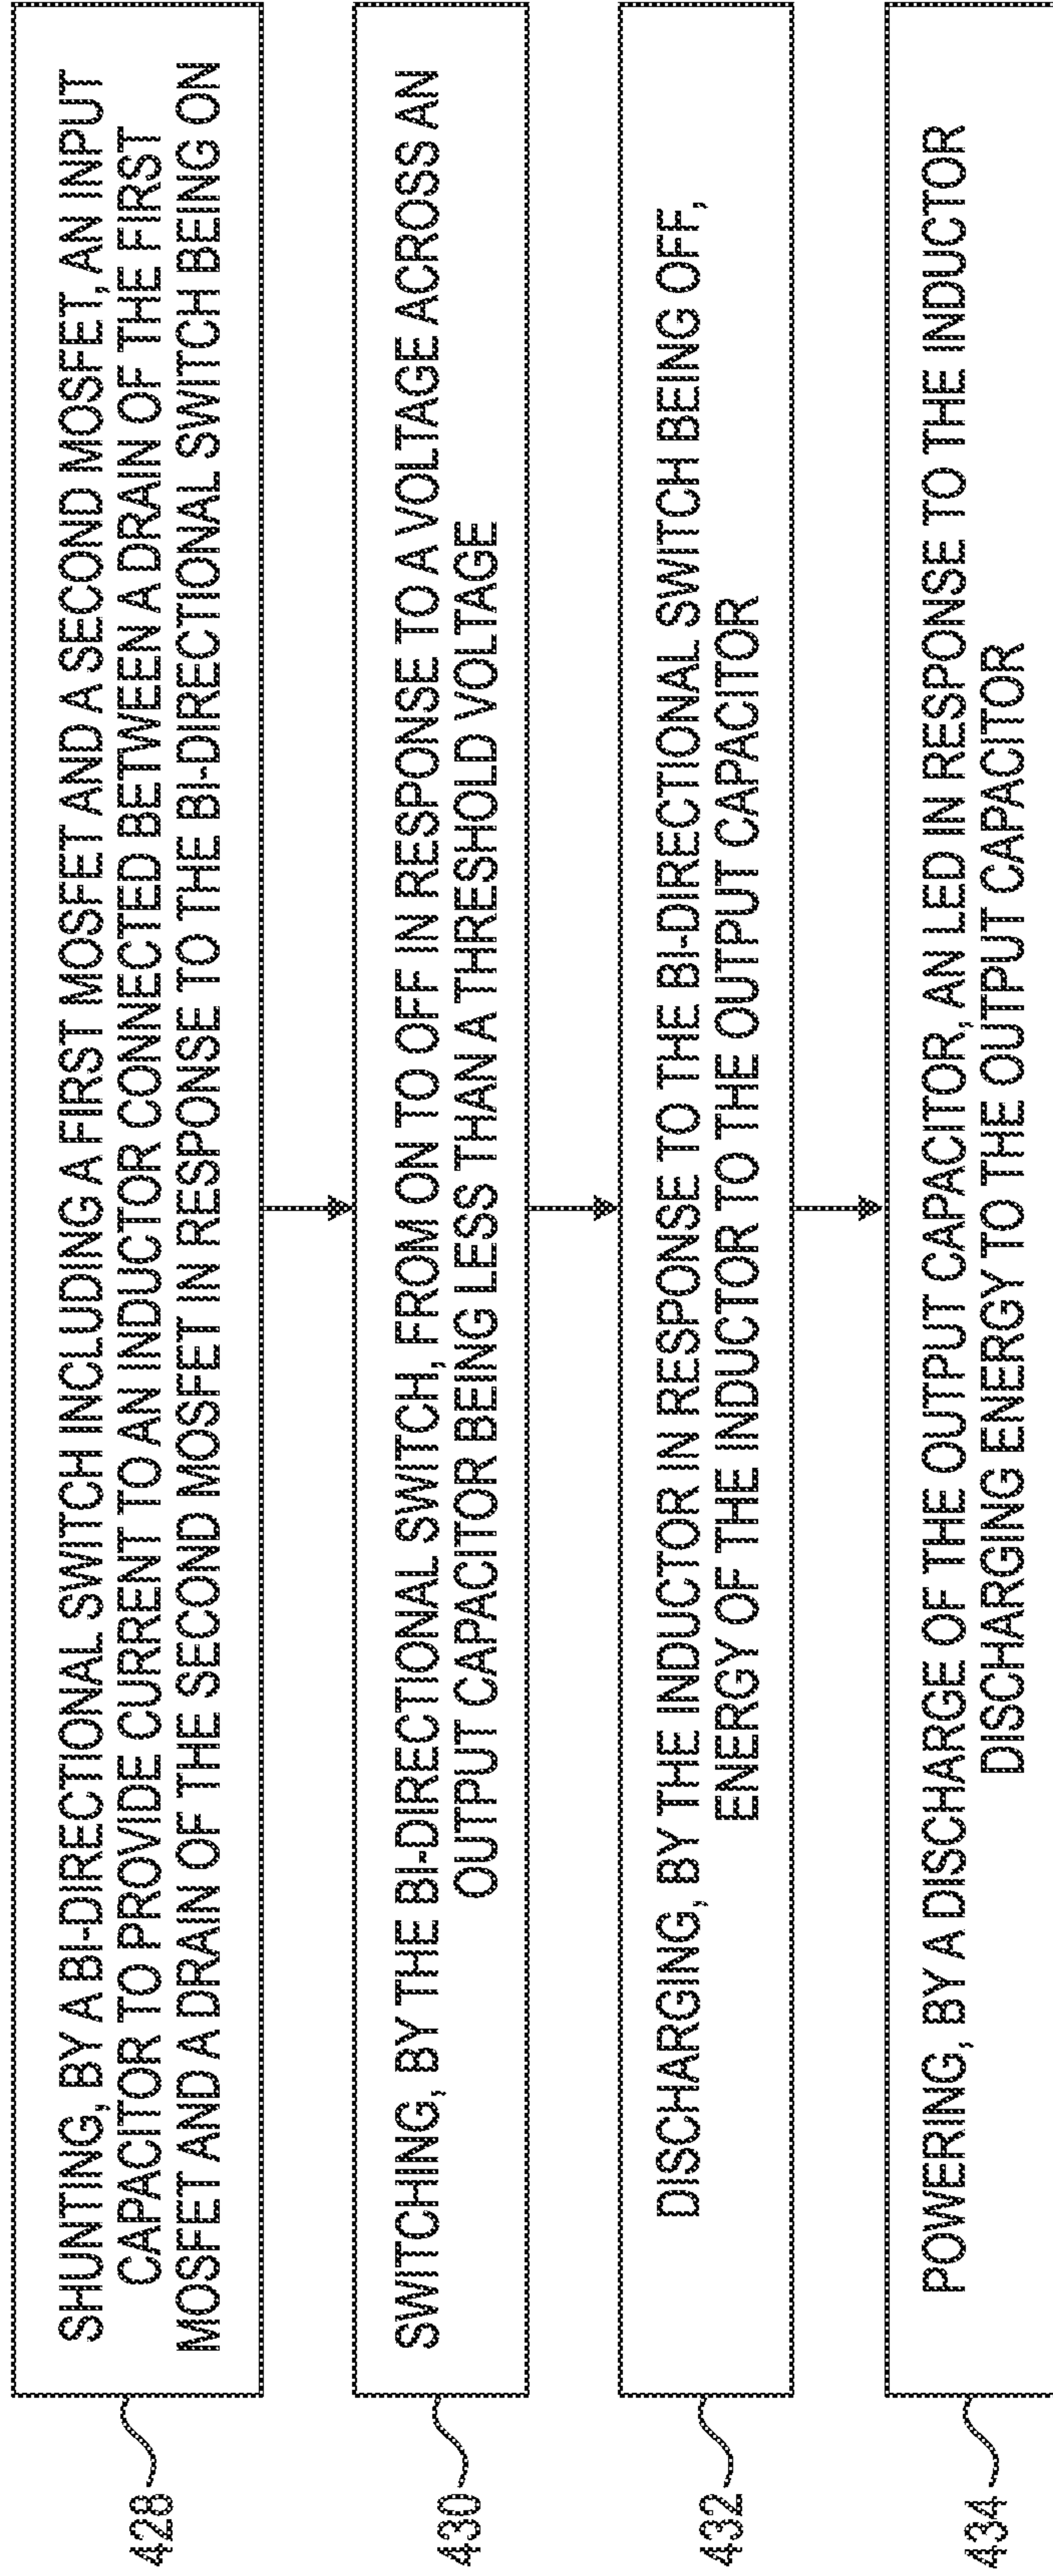 428
SHUNTING, BY A BI-DIRECTIONAL SWITCH INCLUDING A FIRST MOSFET AND A SECOND MOSFET, AN INPUT
CAPACITOR TO PROVIDE CURRENT TO AN INDUCTOR CONNECTED BETWEEN A DRAIN OF THE FIRST
MOSFET AND A DRAIN OF THE SECOND MOSFET IN RESPONSE TO THE BI-DIRECTIONAL SWITCH BEING ON
430
SWITCHING, BY THE BI-DIRECTIONAL SWITCH, FROM ON TO OFF IN RESPONSE TO A VOLTAGE ACROSS AN
OUTPUT CAPACITOR BEING LESS THAN A THRESHOLD VOLTAGE
432
DISCHARGING, BY THE INDUCTOR IN RESPONSE TO THE BI-DIRECTIONAL SWITCH BEING OFF,
ENERGY OF THE INDUCTOR TO THE OUTPUT CAPACITOR
434
POWERING, BY A DISCHARGE OF THE OUTPUT CAPACITOR, AN LED IN RESPONSE TO THE INDUCTOR
DISCHARGING ENERGY TO THE OUTPUT CAPACITOR